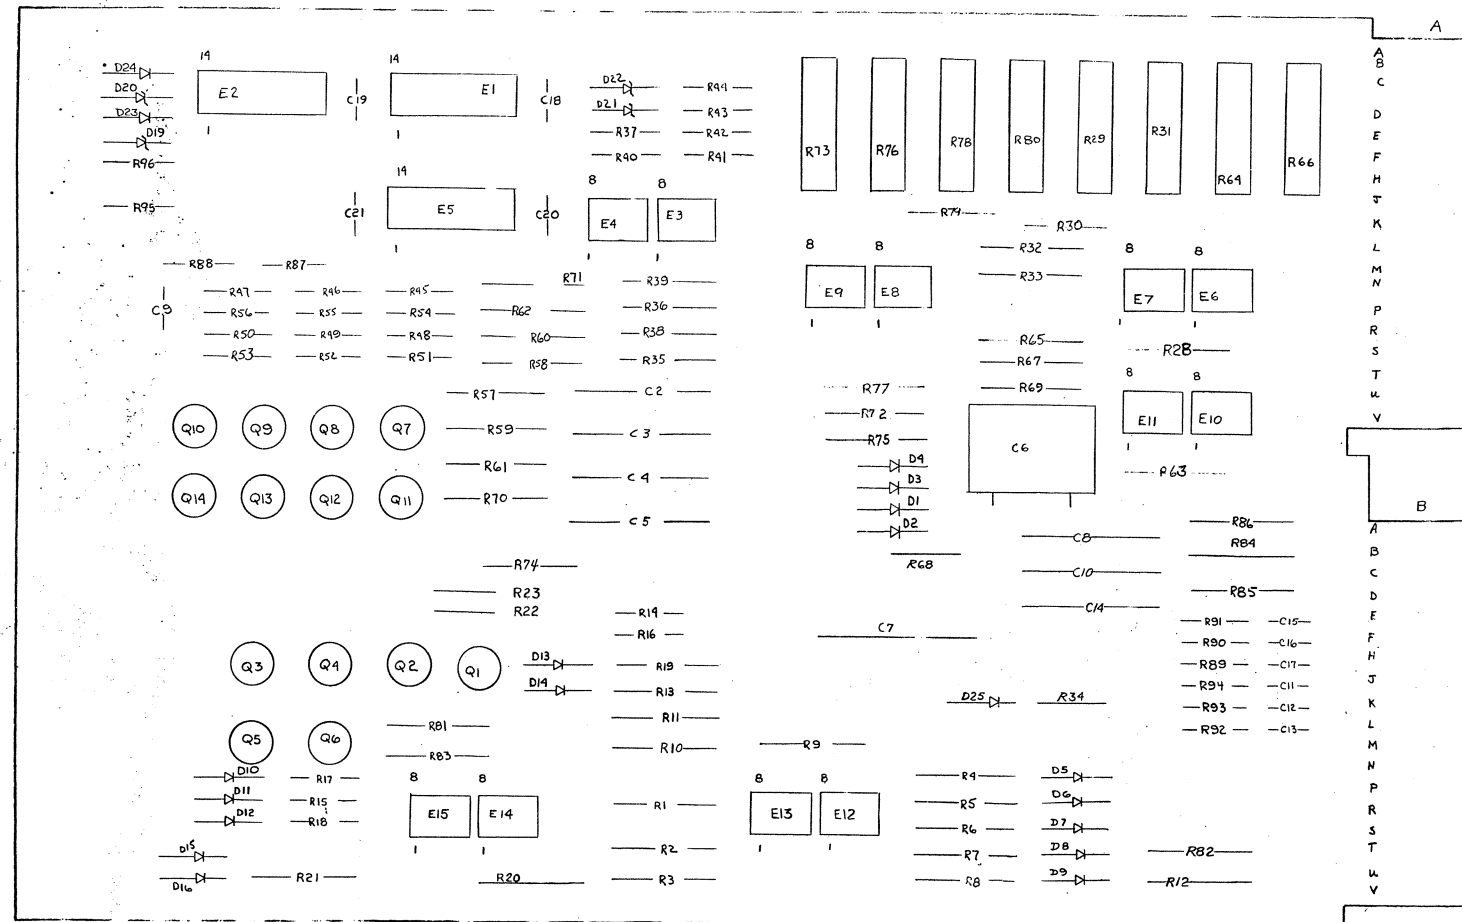 A
14
14
A
B
C
D24
D20
D23
D19
R96
R95
E2
1
C19
E1
1
C18
D22
D21
R37
R40
R44
R43
R42
R41
R73
R76
R78
R80
R29
R31
R64
R66
D
E
F
H
J
K
L
M
N
P
R
S
T
U
V
14
C21
E5
1
C20
8
E4
1
8
E3
1
R79
R30
R32
R33
8
E9
1
8
E8
1
8
E7
1
8
E6
1
R88
R87
R71
R39
C9
R47
R46
R45
R56
R55
R54
R62
R36
R50
R49
R48
R60
R38
R53
R52
R51
R58
R35
R65
R67
R69
R28
R57
C2
R77
R72
R75
8
E11
1
8
E10
1
Q10
Q9
Q8
Q7
R59
C3
C6
R61
C4
D4
D3
D1
D2
R63
Q14
Q13
Q12
Q11
R70
C5
B
R86
R84
R85
A
B
C
D
E
F
H
J
K
L
M
N
P
R
S
T
U
V
R74
R68
C8
C10
C14
R23
R22
R14
R16
C7
R91
C15
R90
C16
R89
C17
R94
C11
R93
C12
R92
C13
Q3
Q4
Q2
Q1
D13
D14
R19
R13
R11
R10
D25
R34
Q5
Q6
R81
R83
R9
D10
D11
D12
R17
R15
R18
8
E15
1
8
E14
1
R1
R2
R3
8
E13
1
8
E12
1
R4
R5
R6
R7
R8
D5
D6
D7
D8
D9
R82
R12
D15
D16
R21
R20